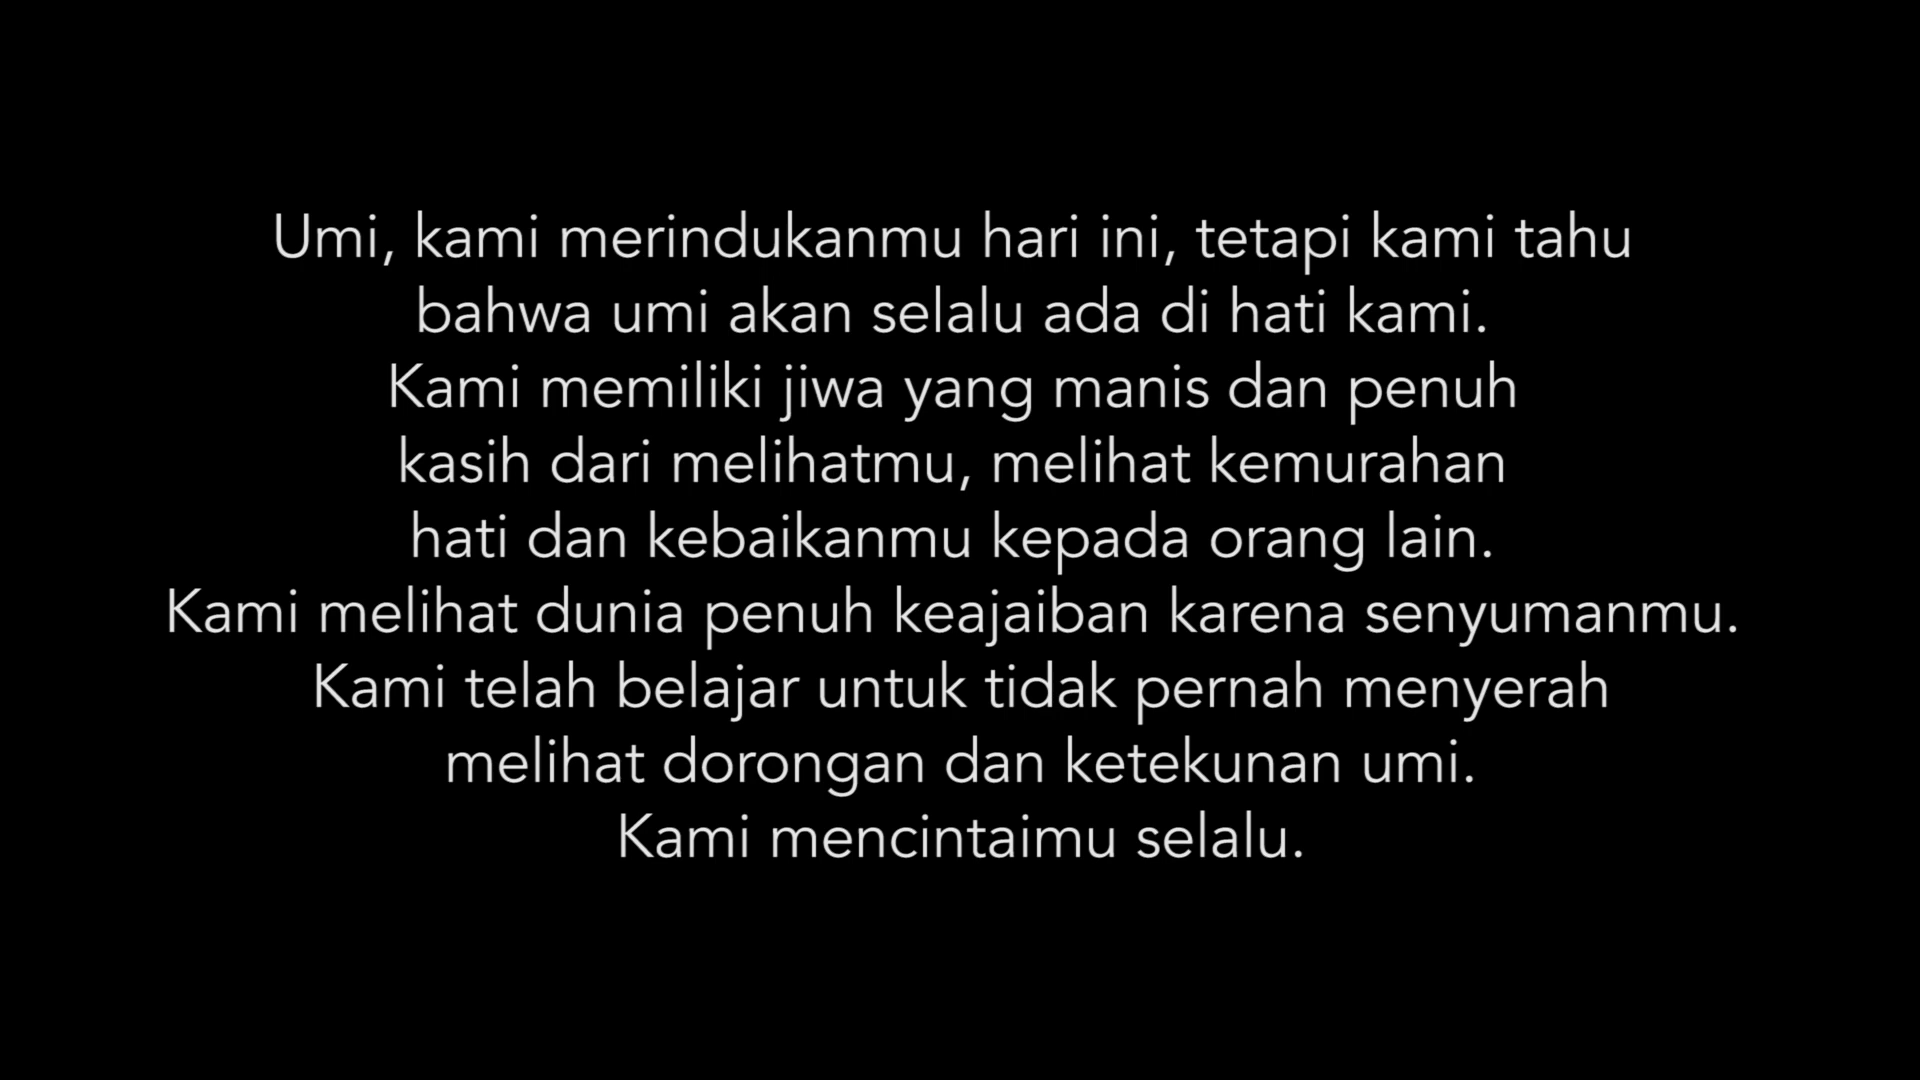 Umi, kami merindukanmu hari ini, tetapi kami tahu
bahwa umi akan selalu ada di hati kami.
Kami memiliki jiwa yang manis dan penuh
kasih dari melihatmu, melihat kemurahan
hati dan kebaikanmu kepada orang lain.
Kami melihat dunia penuh keajaiban karena senyumanmu.
Kami telah belajar untuk tidak pernah menyerah
melihat dorongan dan ketekunan umi.
Kami mencintaimu selalu.